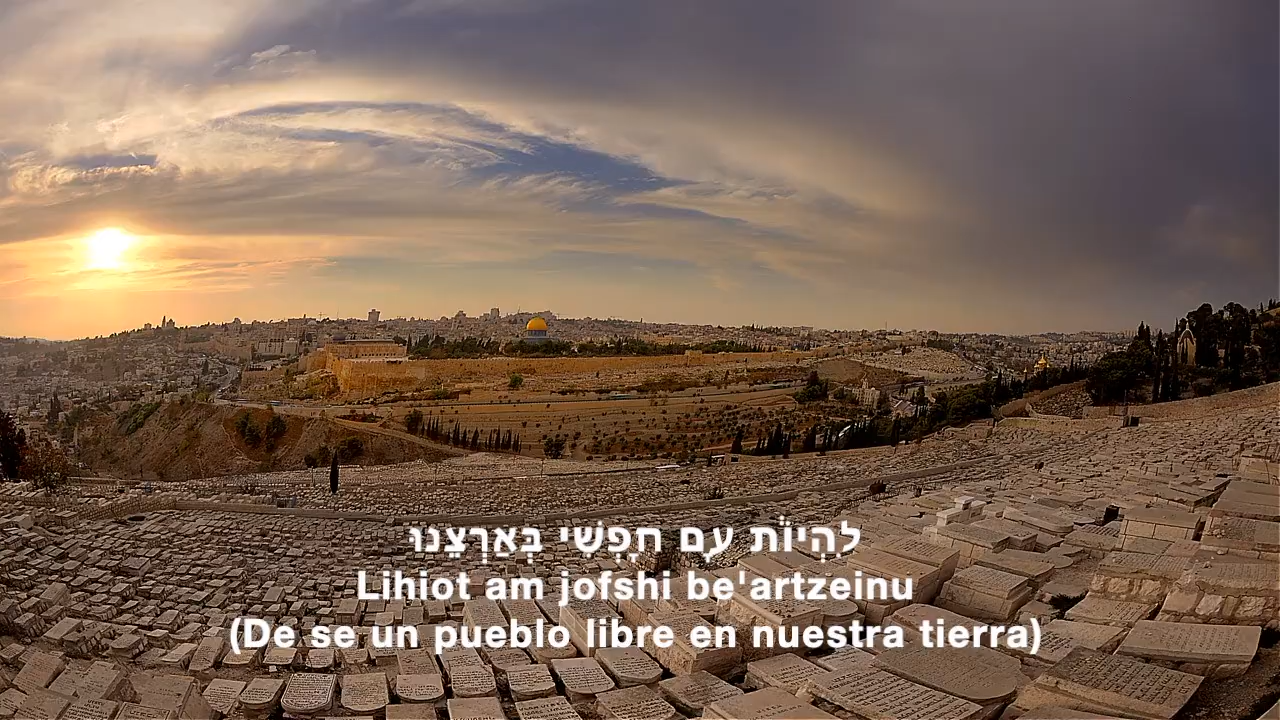 לִהְיוֹת עַם חָפְשִׁי בְּאַרְצֵנוּ
Lihiot am jofshi be'artzeinu
(De se un pueblo libre en nuestra tierra)